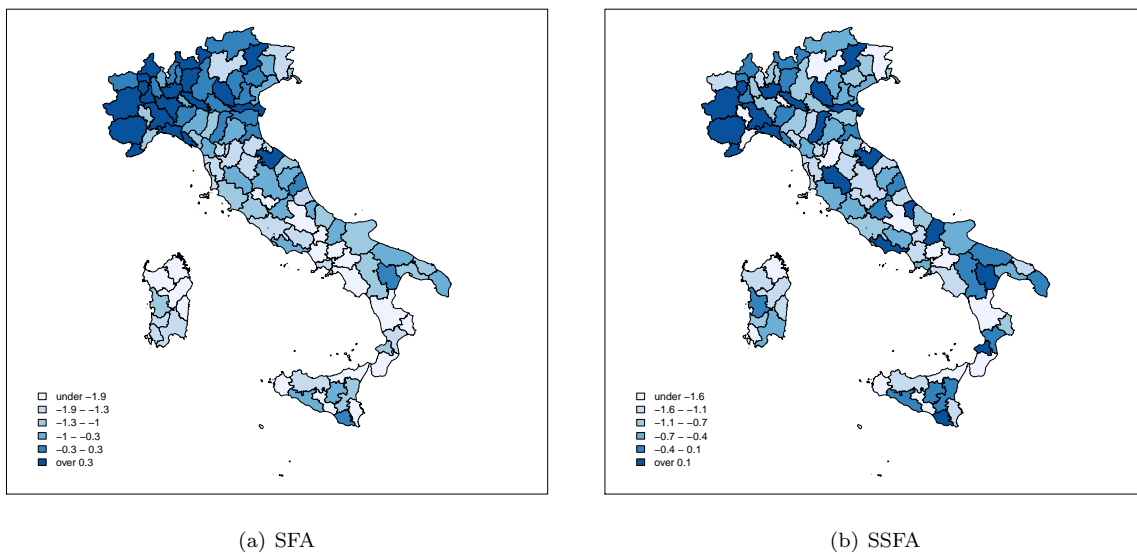 under −1.9
−1.9 − −1.3
−1.3 − −1
−1 − −0.3
−0.3 − 0.3
over 0.3
(a) SFA
under −1.6
−1.6 − −1.1
−1.1 − −0.7
−0.7 − −0.4
−0.4 − 0.1
over 0.1
(b) SSFA